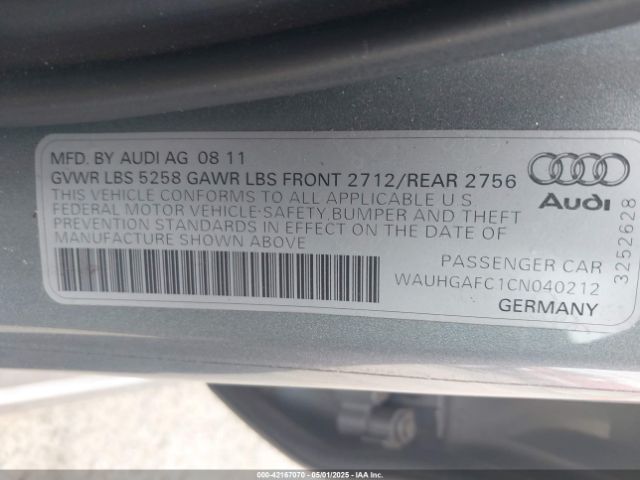 MFD. BY AUDI AG 08 11
GVWR LBS 5258 GAWR LBS FRONT 2712/REAR 2756
THIS VEHICLE CONFORMS TO ALL APPLICABLE U.S.
FEDERAL MOTOR VEHICLE-SAFETY,BUMPER AND THEFT
PREVENTION STANDARDS IN EFFECT ON THE DATE OF
MANUFACTURE SHOWN ABOVE
Audi
3252628
PASSENGER CAR
WAUHGAFC1CN040212
GERMANY
000-42167070 — 05/01/2025 — IAAI.COM